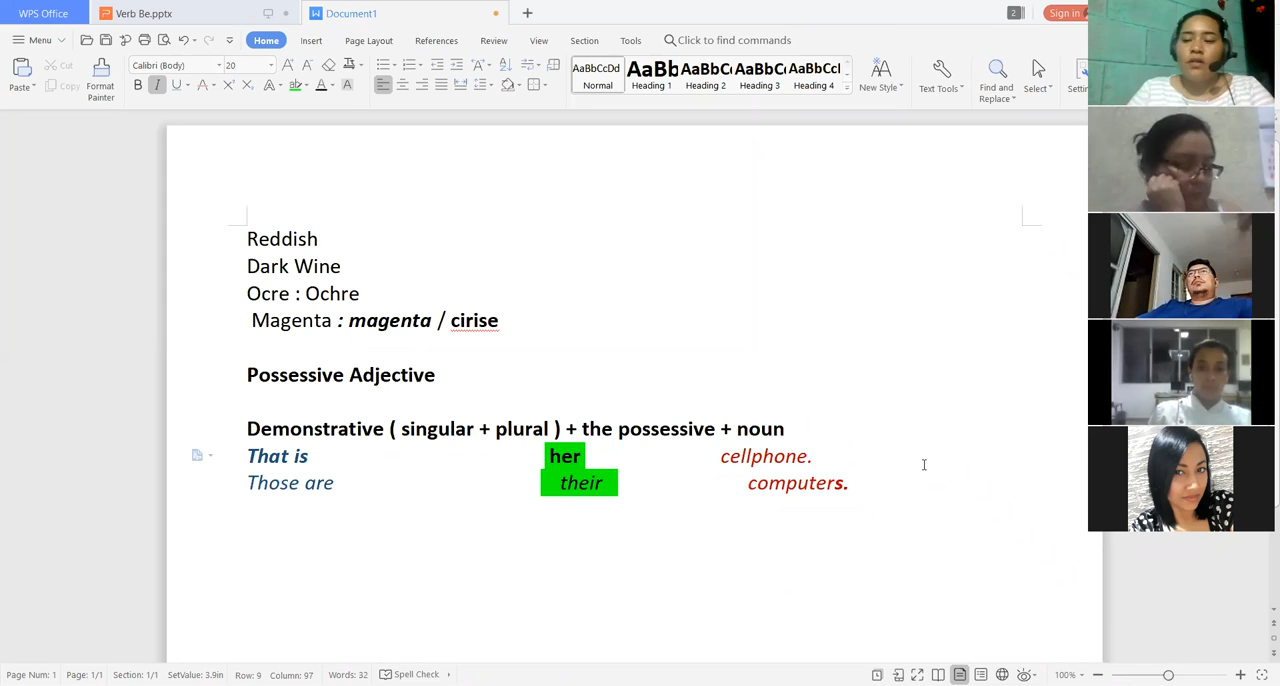 WPS Office Verb Be.pptx Document1 2 Sign in
Menu Home Insert Page Layout References Review View Section Tools Click to find commands
Paste Cut Copy Format Painter Calibri (Body) 20 AaBbCcDd Normal AaBb Heading 1 AaBbC Heading 2 AaBbC Heading 3 AaBbCcl Heading 4 New Style Text Tools Find and Replace Select
Reddish
Dark Wine
Ocre : Ochre
Magenta : magenta / cirise
Possessive Adjective
Demonstrative ( singular + plural ) + the possessive + noun
That is her cellphone.
Those are their computers.
Page Num: 1 Page: 1/1 Section: 1/1 SetValue: 3.9in Row: 9 Column: 97 Words: 32 Spell Check 100%